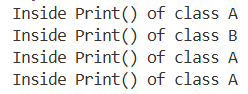 Inside Print() of class A
Inside Print() of class B
Inside Print() of class A
Inside Print() of class A